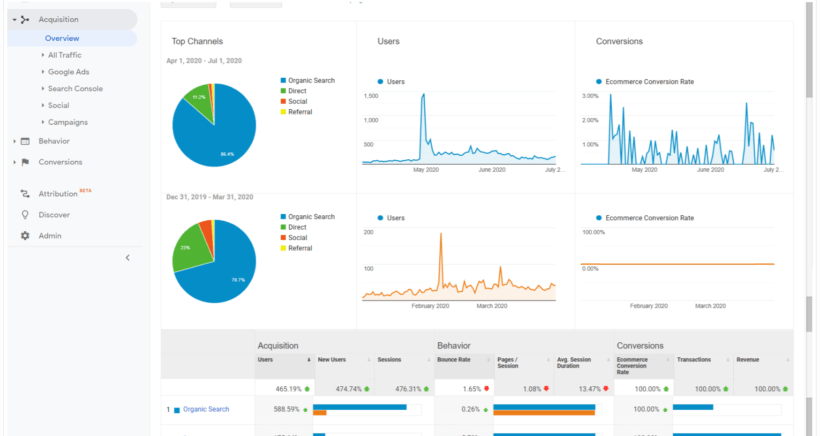 Acquisition
Overview
All Traffic
Google Ads
Search Console
Social
Campaigns
Behavior
Conversions
Attribution BETA
Discover
Admin
Top Channels
Users
Conversions
Apr 1, 2020 - Jul 1, 2020
Organic Search
Direct
Social
Referral
11.2%
86.4%
Users
1,500
1,000
500
May 2020 June 2020 July 2...
Ecommerce Conversion Rate
3.00%
2.00%
1.00%
May 2020 June 2020 July 2...
Dec 31, 2019 - Mar 31, 2020
Organic Search
Direct
Social
Referral
23%
70.7%
Users
200
100
February 2020 March 2020
Ecommerce Conversion Rate
100.00%
0.00%
February 2020 March 2020
Acquisition Behavior Conversions
Users New Users Sessions Bounce Rate Pages / Session Avg. Session Duration Ecommerce Conversion Rate Transactions Revenue
465.19% 474.74% 476.31% 1.65% 1.08% 13.47% 100.00% 100.00% 100.00%
1 Organic Search 588.59% 0.26% 100.00%